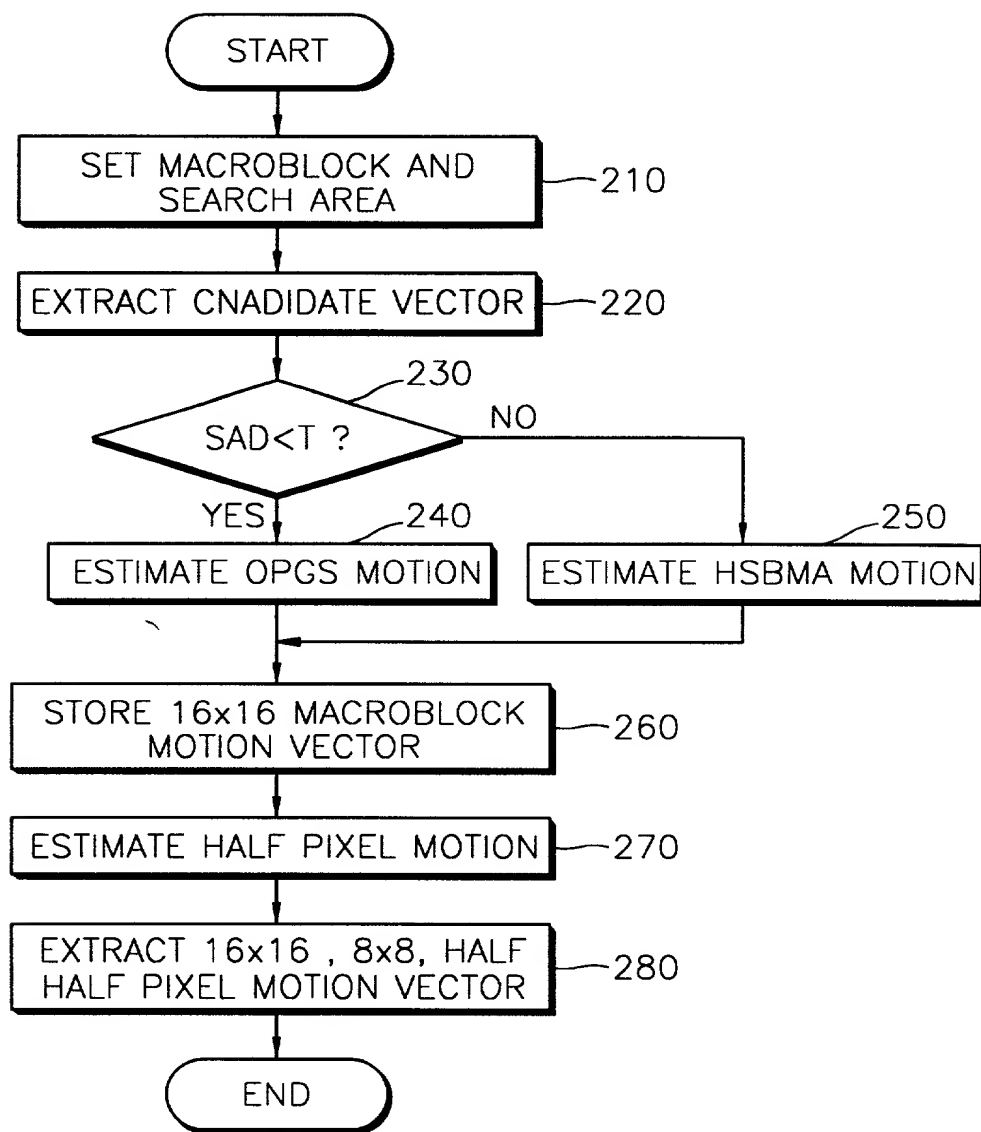 START
SET MACROBLOCK AND
SEARCH AREA
210
EXTRACT CNADIDATE VECTOR
220
230
SAD<T ?
NO
YES
240
250
ESTIMATE OPGS MOTION
ESTIMATE HSBMA MOTION
STORE 16x16 MACROBLOCK
MOTION VECTOR
260
ESTIMATE HALF PIXEL MOTION
270
EXTRACT 16x16 , 8x8, HALF
HALF PIXEL MOTION VECTOR
280
END